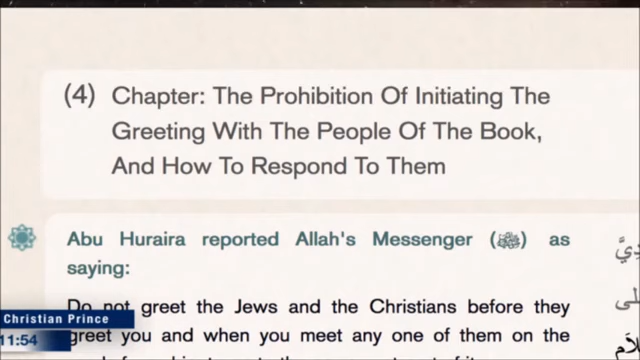 (4) Chapter: The Prohibition Of Initiating The
Greeting With The People Of The Book,
And How To Respond To Them
Abu Huraira reported Allah's Messenger (ﷺ) as
saying:
Do not greet the Jews and the Christians before they
greet you and when you meet any one of them on the
Christian Prince
11:54